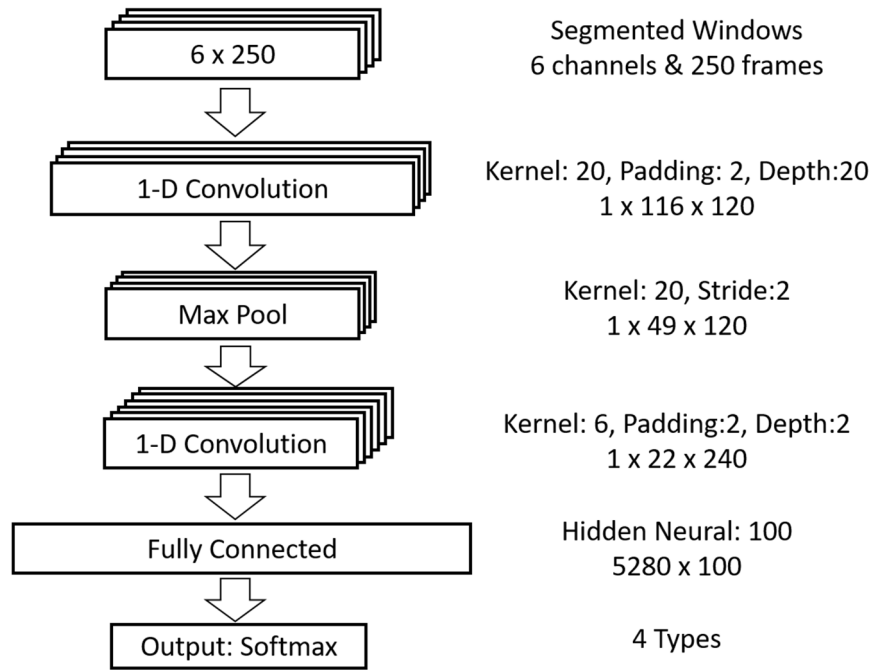 6 x 250
Segmented Windows
6 channels & 250 frames
1-D Convolution
Kernel: 20, Padding: 2, Depth:20
1 x 116 x 120
Max Pool
Kernel: 20, Stride:2
1 x 49 x 120
1-D Convolution
Kernel: 6, Padding:2, Depth:2
1 x 22 x 240
Fully Connected
Hidden Neural: 100
5280 x 100
Output: Softmax
4 Types